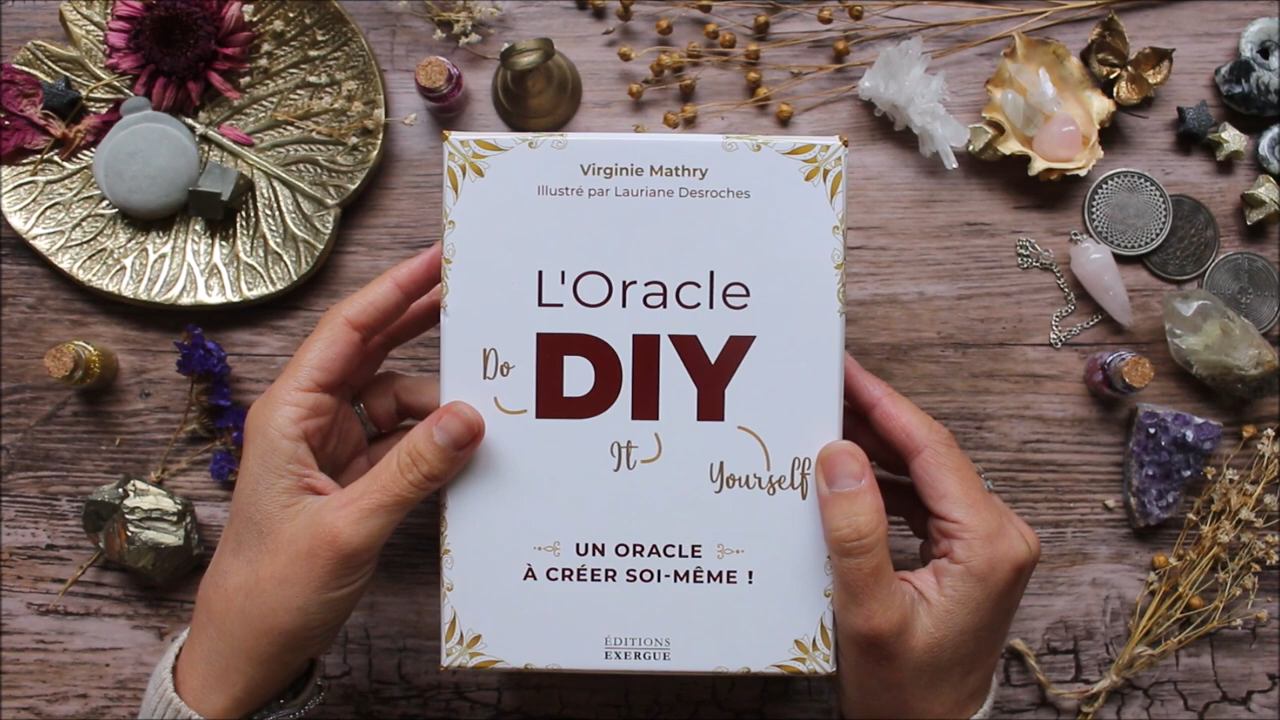 Virginie Mathry
Illustré par Lauriane Desroches
L'Oracle
Do
DIY
It
Yourself
UN ORACLE
À CRÉER SOI-MÊME !
ÉDITIONS
EXERGUE